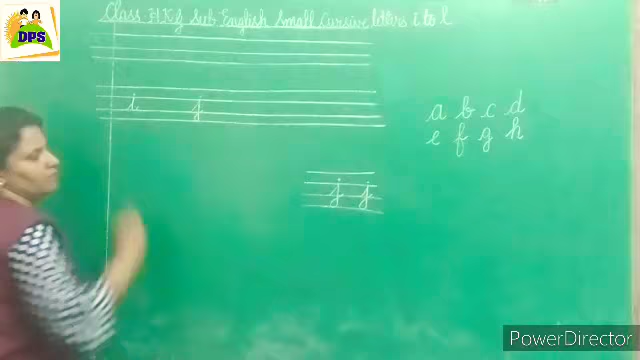 DPS
Class-H.K.g Sub-English Small Cursive letters i to l
i j
a b c d
e f g h
j j
PowerDirector